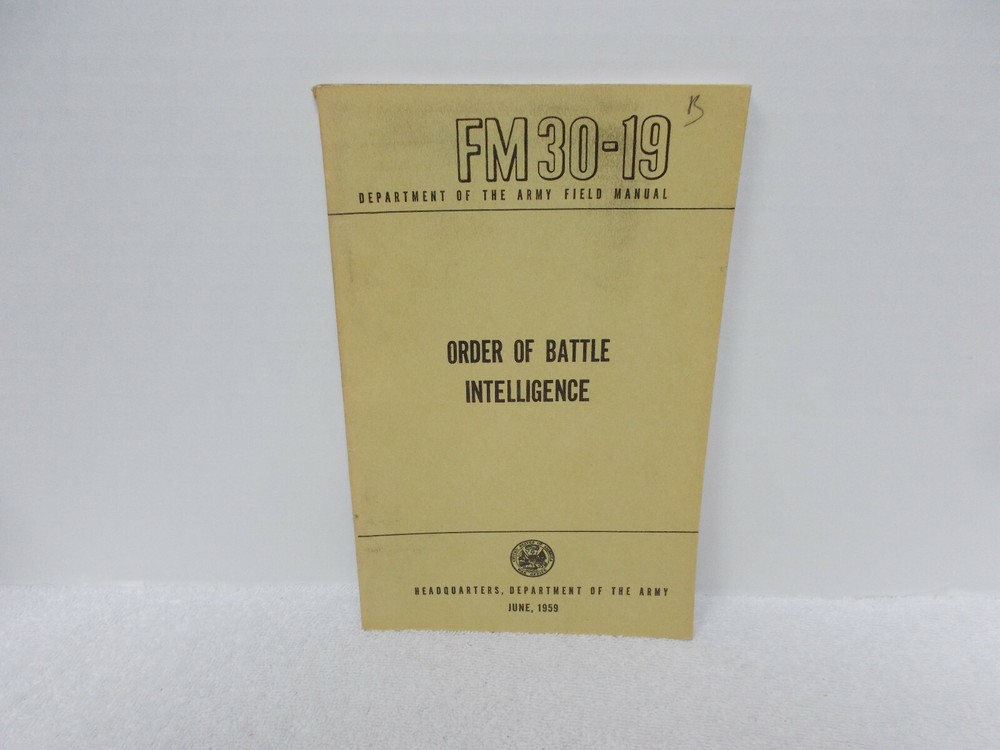 FM 30-19
DEPARTMENT OF THE ARMY FIELD MANUAL
ORDER OF BATTLE
INTELLIGENCE
HEADQUARTERS, DEPARTMENT OF THE ARMY
JUNE, 1959